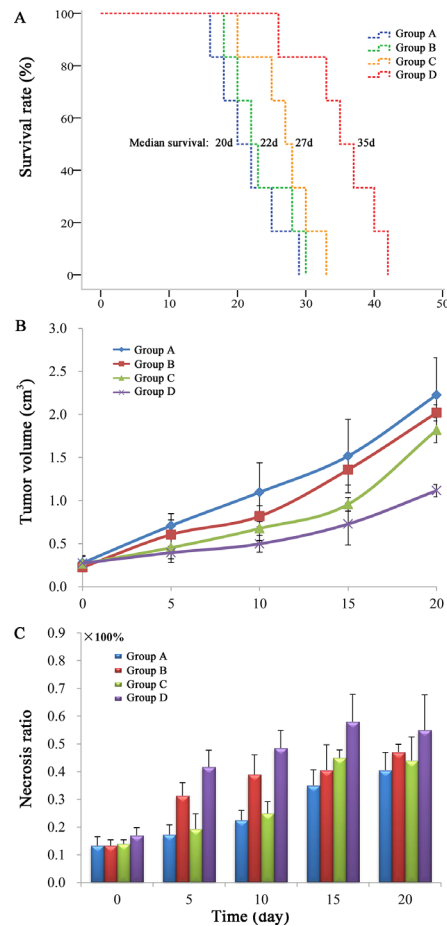 A
Group A
Group B
Group C
Group D
Survival rate (%)
100
80
60
40
20
0
Median survival: 20d 22d 27d 35d
0 10 20 30 40 50
B
Group A
Group B
Group C
Group D
Tumor volume (cm3)
3.0
2.5
2.0
1.5
1.0
0.5
0.0
0 5 10 15 20
C
×100%
Group A
Group B
Group C
Group D
Necrosis ratio
0.9
0.8
0.7
0.6
0.5
0.4
0.3
0.2
0.1
0.0
0 5 10 15 20
Time (day)